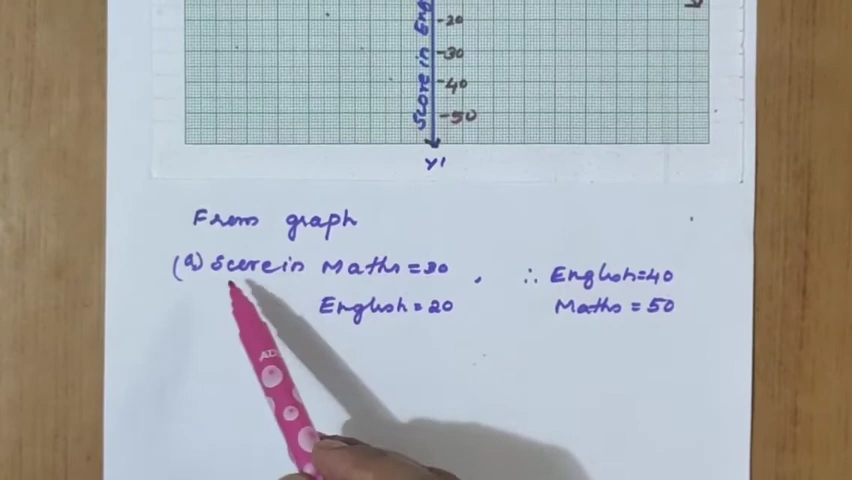 Score in Eng
-20
-30
-40
-50
Y'
From graph
(a) Score in Maths = 30 , ∴ English = 40
English = 20 Maths = 50
AD